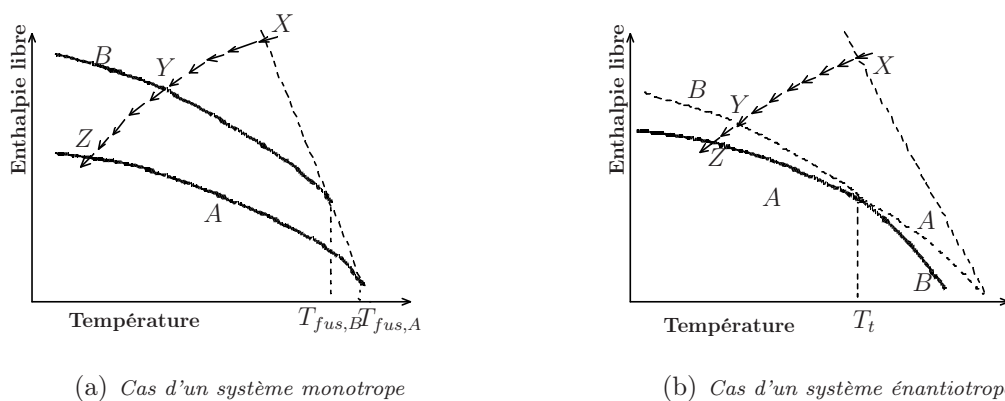 X
B
Y
Z
A
Enthalpie libre
Température
T_{fus,B} T_{fus,A}
(a) Cas d'un système monotrope
X
B
Y
Z
A
A
B
Enthalpie libre
Température
T_t
(b) Cas d'un système énantiotrop